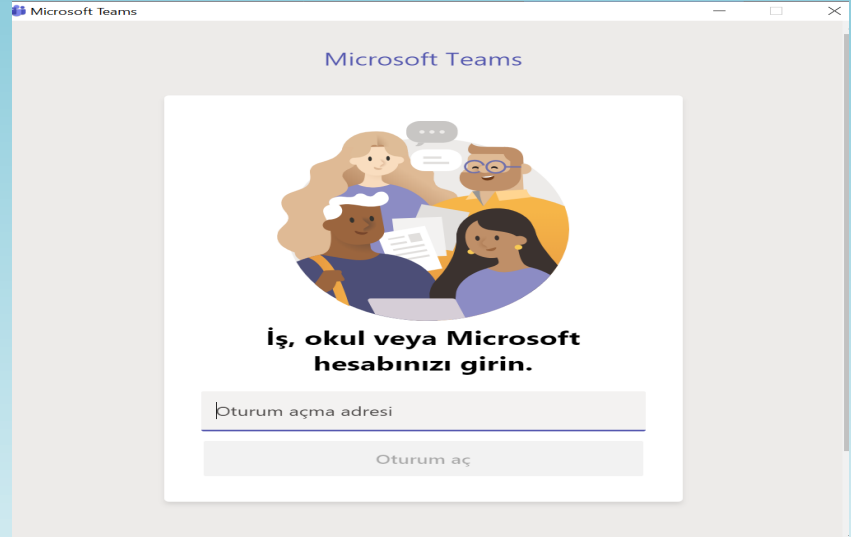 Microsoft Teams
Microsoft Teams
İş, okul veya Microsoft
hesabınızı girin.
Oturum açma adresi
Oturum aç